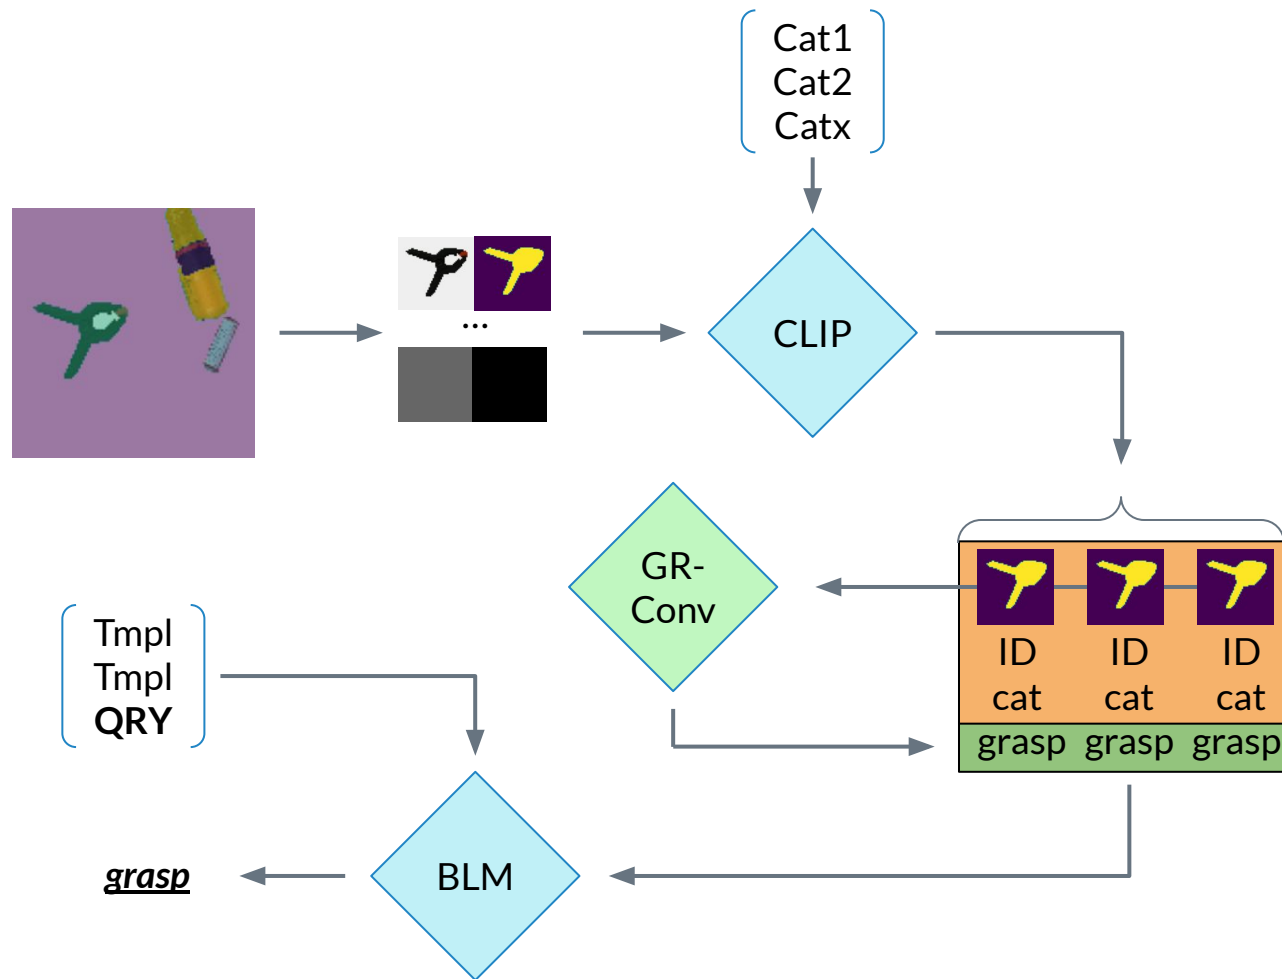 Cat1
Cat2
Catx
...
CLIP
GR-
Conv
ID ID ID
cat cat cat
grasp grasp grasp
Tmpl
Tmpl
QRY
BLM
grasp